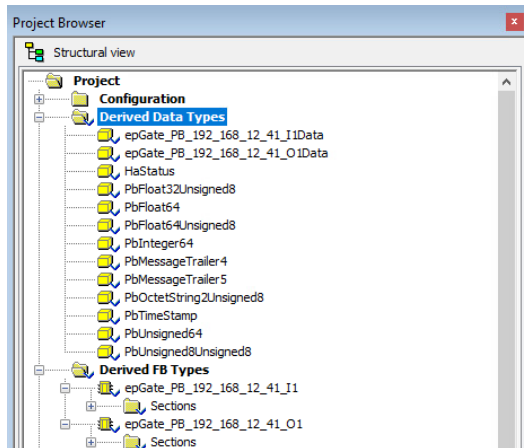 Project Browser
x
Structural view
Project
Configuration
Derived Data Types
epGate_PB_192_168_12_41_I1Data
epGate_PB_192_168_12_41_O1Data
HaStatus
PbFloat32Unsigned8
PbFloat64
PbFloat64Unsigned8
PbInteger64
PbMessageTrailer4
PbMessageTrailer5
PbOctetString2Unsigned8
PbTimeStamp
PbUnsigned64
PbUnsigned8Unsigned8
Derived FB Types
epGate_PB_192_168_12_41_I1
Sections
epGate_PB_192_168_12_41_O1
Sections